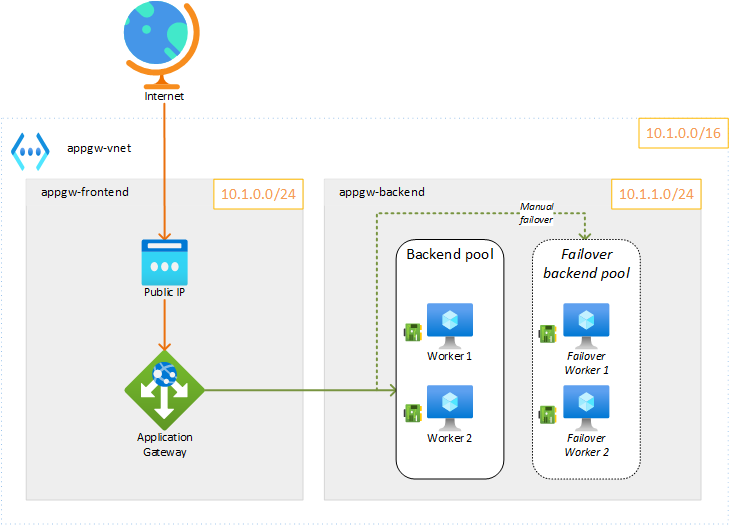 Internet
10.1.0.0/16
appgw-vnet
appgw-frontend
10.1.0.0/24
appgw-backend
10.1.1.0/24
Manual
failover
Backend pool
Failover
backend pool
Public IP
Worker 1
Failover
Worker 1
Application
Gateway
Worker 2
Failover
Worker 2